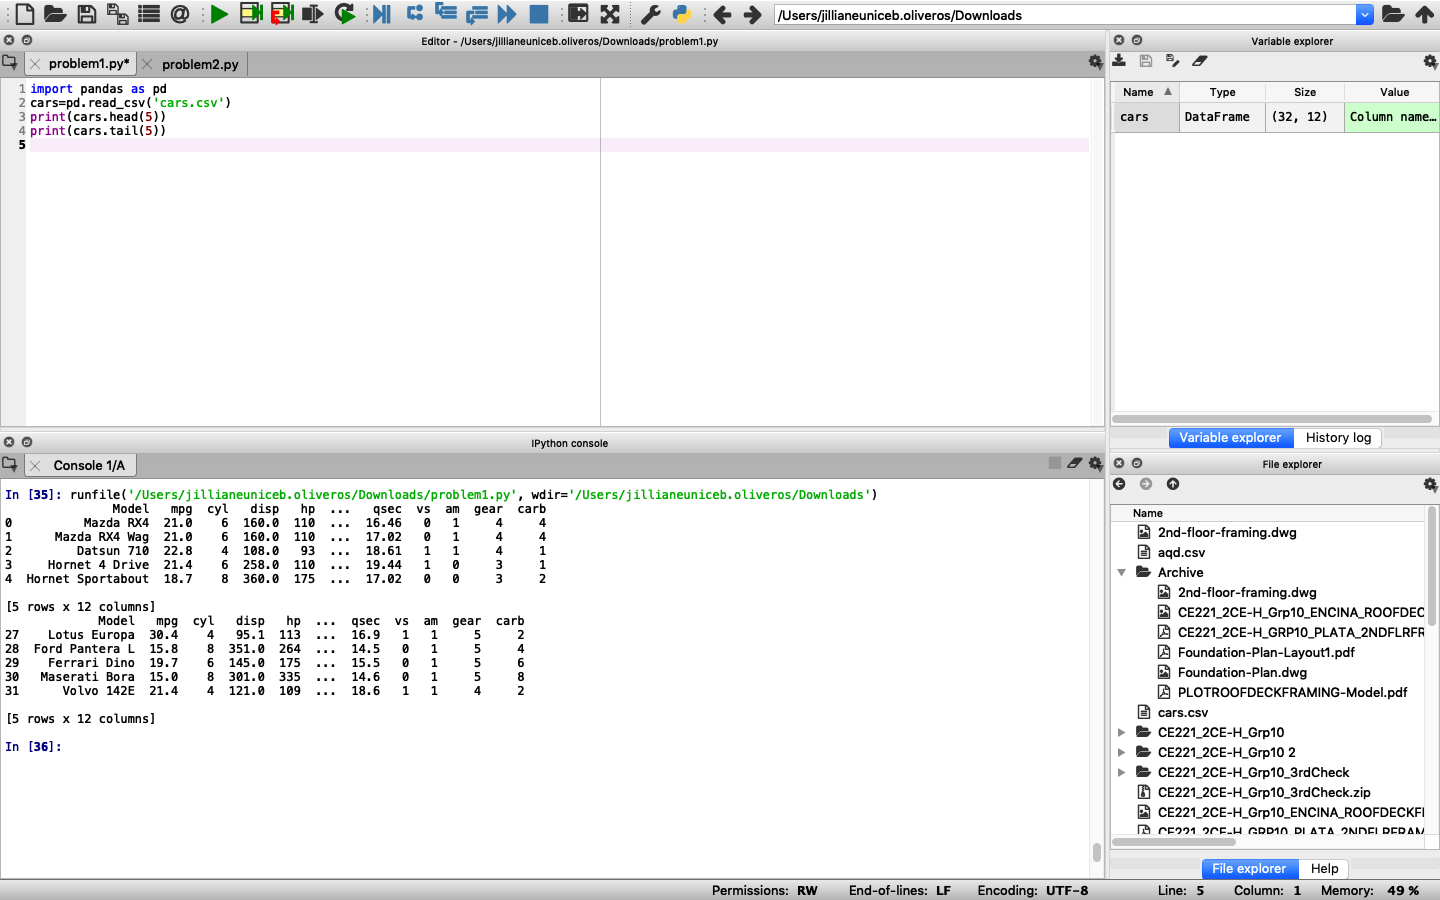 /Users/jillianeuniceb.oliveros/Downloads
Editor - /Users/jillianeuniceb.oliveros/Downloads/problem1.py
problem1.py*
problem2.py
1 import pandas as pd
2 cars=pd.read_csv('cars.csv')
3 print(cars.head(5))
4 print(cars.tail(5))
5
IPython console
Console 1/A
In [35]: runfile('/Users/jillianeuniceb.oliveros/Downloads/problem1.py', wdir='/Users/jillianeuniceb.oliveros/Downloads')
Model mpg cyl disp hp ... qsec vs am gear carb
0 Mazda RX4 21.0 6 160.0 110 ... 16.46 0 1 4 4
1 Mazda RX4 Wag 21.0 6 160.0 110 ... 17.02 0 1 4 4
2 Datsun 710 22.8 4 108.0 93 ... 18.61 1 1 4 1
3 Hornet 4 Drive 21.4 6 258.0 110 ... 19.44 1 0 3 1
4 Hornet Sportabout 18.7 8 360.0 175 ... 17.02 0 0 3 2
[5 rows x 12 columns]
Model mpg cyl disp hp ... qsec vs am gear carb
27 Lotus Europa 30.4 4 95.1 113 ... 16.9 1 1 5 2
28 Ford Pantera L 15.8 8 351.0 264 ... 14.5 0 1 5 4
29 Ferrari Dino 19.7 6 145.0 175 ... 15.5 0 1 5 6
30 Maserati Bora 15.0 8 301.0 335 ... 14.6 0 1 5 8
31 Volvo 142E 21.4 4 121.0 109 ... 18.6 1 1 4 2
[5 rows x 12 columns]
In [36]:
Variable explorer
Name Type Size Value
cars DataFrame (32, 12) Column name…
Variable explorer
History log
File explorer
Name
2nd-floor-framing.dwg
aqd.csv
Archive
2nd-floor-framing.dwg
CE221_2CE-H_Grp10_ENCINA_ROOFDEC
CE221_2CE-H_GRP10_PLATA_2NDFLRFR
Foundation-Plan-Layout1.pdf
Foundation-Plan.dwg
PLOTROOFDECKFRAMING-Model.pdf
cars.csv
CE221_2CE-H_Grp10
CE221_2CE-H_Grp10 2
CE221_2CE-H_Grp10_3rdCheck
CE221_2CE-H_Grp10_3rdCheck.zip
CE221_2CE-H_Grp10_ENCINA_ROOFDECKF
CE221_2CE-H_GRP10_PLATA_2NDFLRFRAM
File explorer
Help
Permissions: RW End-of-lines: LF Encoding: UTF-8 Line: 5 Column: 1 Memory: 49 %